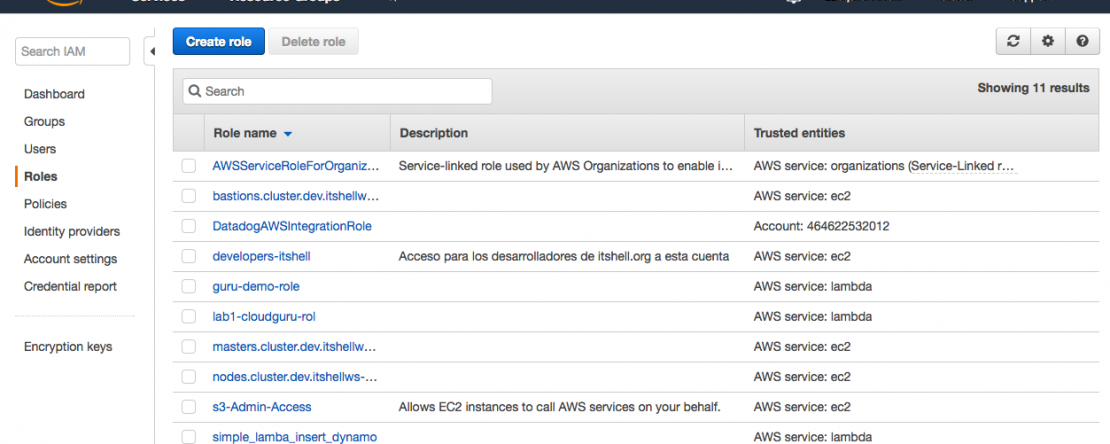 Create role Delete role
Search IAM
Search Showing 11 results
Dashboard
Groups
Users
Roles
Policies
Identity providers
Account settings
Credential report
Encryption keys
Role name Description Trusted entities
AWSServiceRoleForOrganiz... Service-linked role used by AWS Organizations to enable i... AWS service: organizations (Service-Linked r...
bastions.cluster.dev.itshellw... AWS service: ec2
DatadogAWSIntegrationRole Account: 464622532012
developers-itshell Acceso para los desarrolladores de itshell.org a esta cuenta AWS service: ec2
guru-demo-role AWS service: lambda
lab1-cloudguru-rol AWS service: lambda
masters.cluster.dev.itshellw... AWS service: ec2
nodes.cluster.dev.itshellws-... AWS service: ec2
s3-Admin-Access Allows EC2 instances to call AWS services on your behalf. AWS service: ec2
simple_lamba_insert_dynamo AWS service: lambda